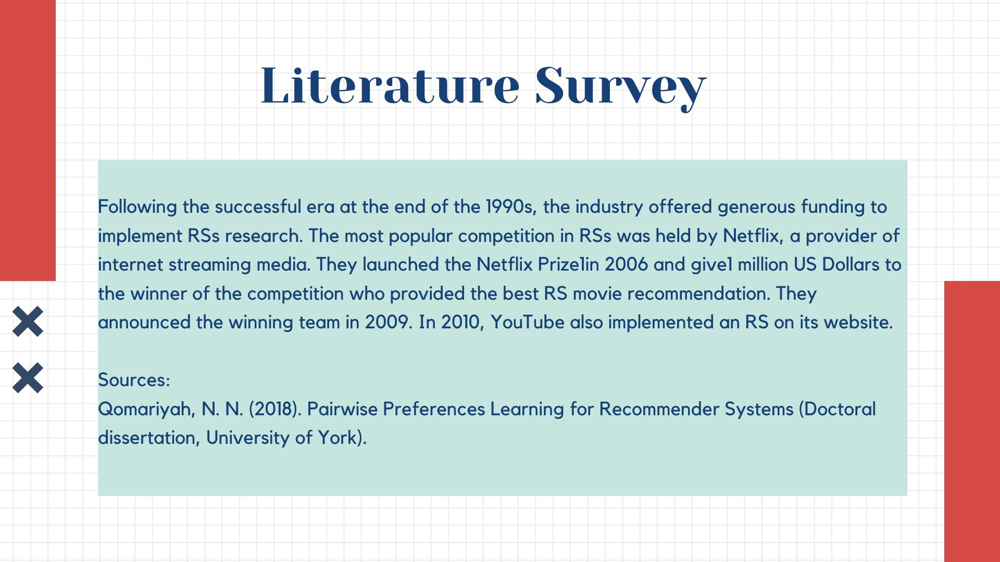 Literature Survey
Following the successful era at the end of the 1990s, the industry offered generous funding to
implement RSs research. The most popular competition in RSs was held by Netflix, a provider of
internet streaming media. They launched the Netflix Prize1in 2006 and give1 million US Dollars to
the winner of the competition who provided the best RS movie recommendation. They
announced the winning team in 2009. In 2010, YouTube also implemented an RS on its website.
Sources:
Qomariyah, N. N. (2018). Pairwise Preferences Learning for Recommender Systems (Doctoral
dissertation, University of York).